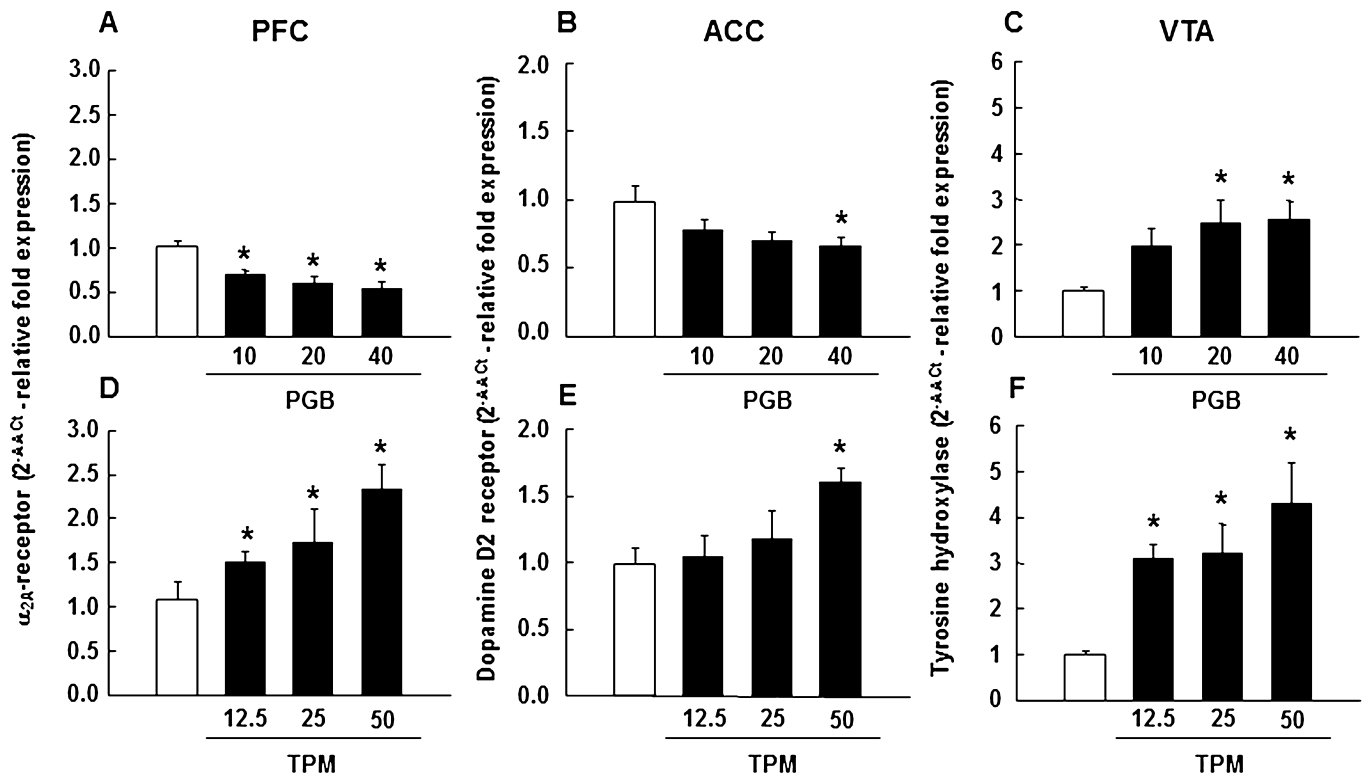 A PFC
B ACC
C VTA
α2A-receptor (2-AACt-relative fold expression)
3.0
2.5
2.0
1.5
1.0
0.5
0.0
* * *
10 20 40
PGB
Dopamine D2 receptor (2-AACt-relative fold expression)
2.0
1.5
1.0
0.5
0.0
*
10 20 40
PGB
Tyrosine hydroxylase (2-AACt-relative fold expression)
6
5
4
3
2
1
0
* *
10 20 40
PGB
D
3.0
2.5
2.0
1.5
1.0
0.5
0.0
* * *
12.5 25 50
TPM
E
2.0
1.5
1.0
0.5
0.0
*
12.5 25 50
TPM
F
6
5
4
3
2
1
0
* * *
12.5 25 50
TPM